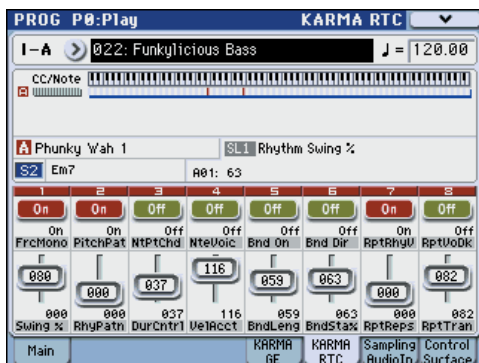 PROG P0:Play KARMA RTC
I-A 022: Funkylicious Bass ♩= 120.00
CC/Note
A
A Phunky Wah 1 SL1 Rhythm Swing %
S2 Em7 A01: 63
1 2 3 4 5 6 7 8
On On Off Off Off Off On Off
On On Off Off Off Off On Off
FrcMono PitchPat NtPtChd NteVoic Bnd On Bnd Dir RptRhyV RptVoDk
080 000 037 116 059 063 000 082
000 000 037 116 059 063 000 082
Swing % RhyPatn DurCntrl VelAcct BndLeng BndSta% RptReps RptTran
Main KARMA GE KARMA RTC Sampling AudioIn Control Surface